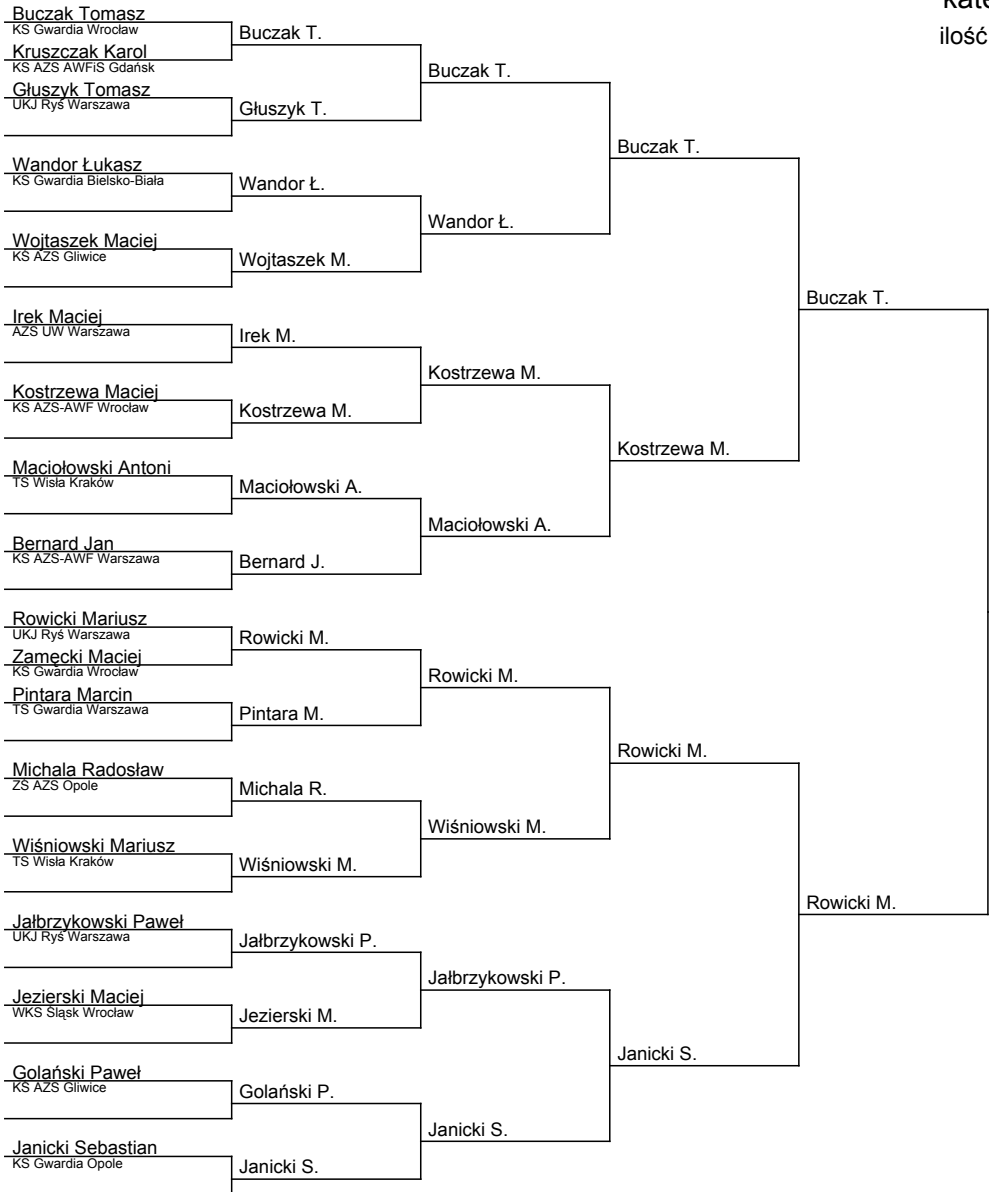 kate
ilość
Buczak Tomasz
KS Gwardia Wrocław
Kruszczak Karol
KS AZS AWFiS Gdańsk
Głuszyk Tomasz
UKJ Ryś Warszawa
Wandor Łukasz
KS Gwardia Bielsko-Biała
Wojtaszek Maciej
KS AZS Gliwice
Irek Maciej
AZS UW Warszawa
Kostrzewa Maciej
KS AZS-AWF Wrocław
Maciołowski Antoni
TS Wisła Kraków
Bernard Jan
KS AZS-AWF Warszawa
Rowicki Mariusz
UKJ Ryś Warszawa
Zamęcki Maciej
KS Gwardia Wrocław
Pintara Marcin
TS Gwardia Warszawa
Michala Radosław
ZS AZS Opole
Wiśniowski Mariusz
TS Wisła Kraków
Jałbrzykowski Paweł
UKJ Ryś Warszawa
Jezierski Maciej
WKS Śląsk Wrocław
Golański Paweł
KS AZS Gliwice
Janicki Sebastian
KS Gwardia Opole
Buczak T.
Głuszyk T.
Wandor Ł.
Wojtaszek M.
Irek M.
Kostrzewa M.
Maciołowski A.
Bernard J.
Rowicki M.
Pintara M.
Michala R.
Wiśniowski M.
Jałbrzykowski P.
Jezierski M.
Golański P.
Janicki S.
Buczak T.
Wandor Ł.
Kostrzewa M.
Maciołowski A.
Rowicki M.
Wiśniowski M.
Jałbrzykowski P.
Janicki S.
Buczak T.
Kostrzewa M.
Rowicki M.
Janicki S.
Buczak T.
Rowicki M.